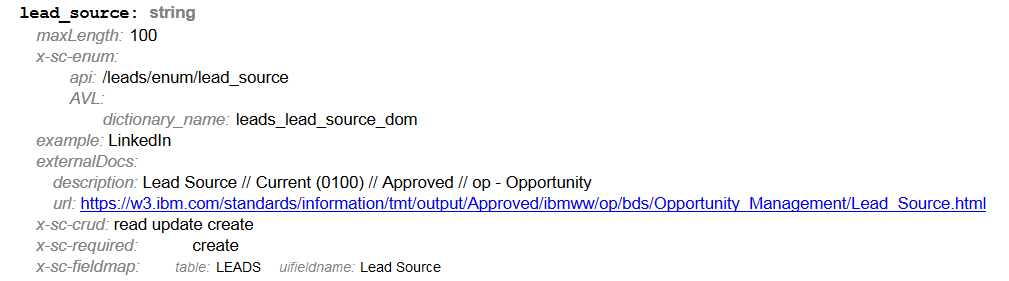 lead_source: string
maxLength: 100
x-sc-enum:
api: /leads/enum/lead_source
AVL:
dictionary_name: leads_lead_source_dom
example: LinkedIn
externalDocs:
description: Lead Source // Current (0100) // Approved // op - Opportunity
url: https://w3.ibm.com/standards/information/tmt/output/Approved/ibmww/op/bds/Opportunity_Management/Lead_Source.html
x-sc-crud: read update create
x-sc-required: create
x-sc-fieldmap: table: LEADS uifieldname: Lead Source